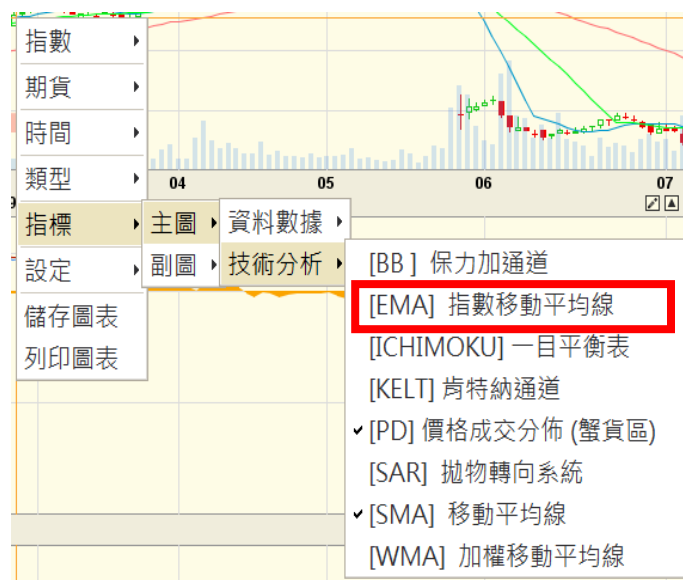 指數
期貨
時間
類型
04 05 06 07
指標 主圖 資料數據
設定 副圖 技術分析
儲存圖表
列印圖表
[BB] 保力加通道
[EMA] 指數移動平均線
[ICHIMOKU] 一目平衡表
[KELT] 肯特納通道
✓[PD] 價格成交分佈 (蟹貨區)
[SAR] 拋物轉向系統
✓[SMA] 移動平均線
[WMA] 加權移動平均線